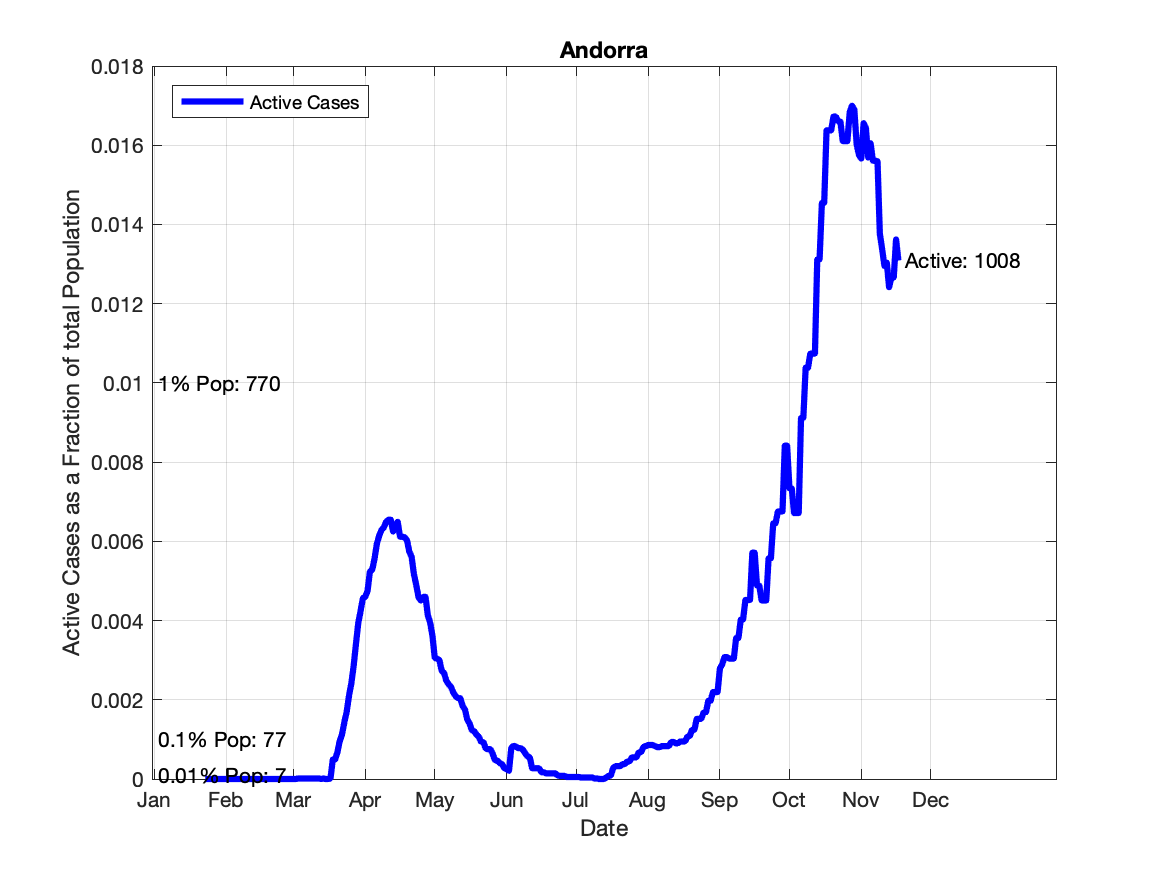 Andorra
0.018
Active Cases
0.016
0.014
0.012
Active: 1008
0.01
1% Pop: 770
0.008
0.006
0.004
0.002
0.1% Pop: 77
0
0.01% Pop: 7
Jan Feb Mar Apr May Jun Jul Aug Sep Oct Nov Dec
Date
Active Cases as a Fraction of total Population